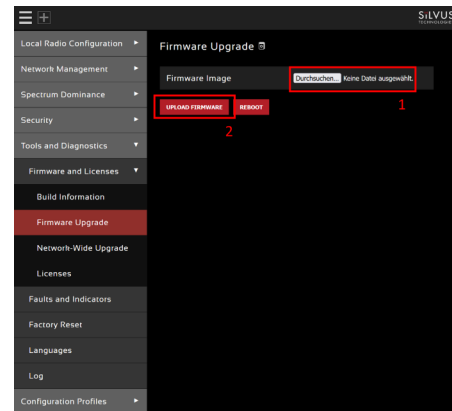 SiLVUS
TECHNOLOGIES
Local Radio Configuration
Network Management
Spectrum Dominance
Security
Tools and Diagnostics
Firmware and Licenses
Build Information
Firmware Upgrade
Network-Wide Upgrade
Licenses
Faults and Indicators
Factory Reset
Languages
Log
Configuration Profiles
Firmware Upgrade
Firmware Image
Durchsuchen... Keine Datei ausgewählt.
1
UPLOAD FIRMWARE REBOOT
2